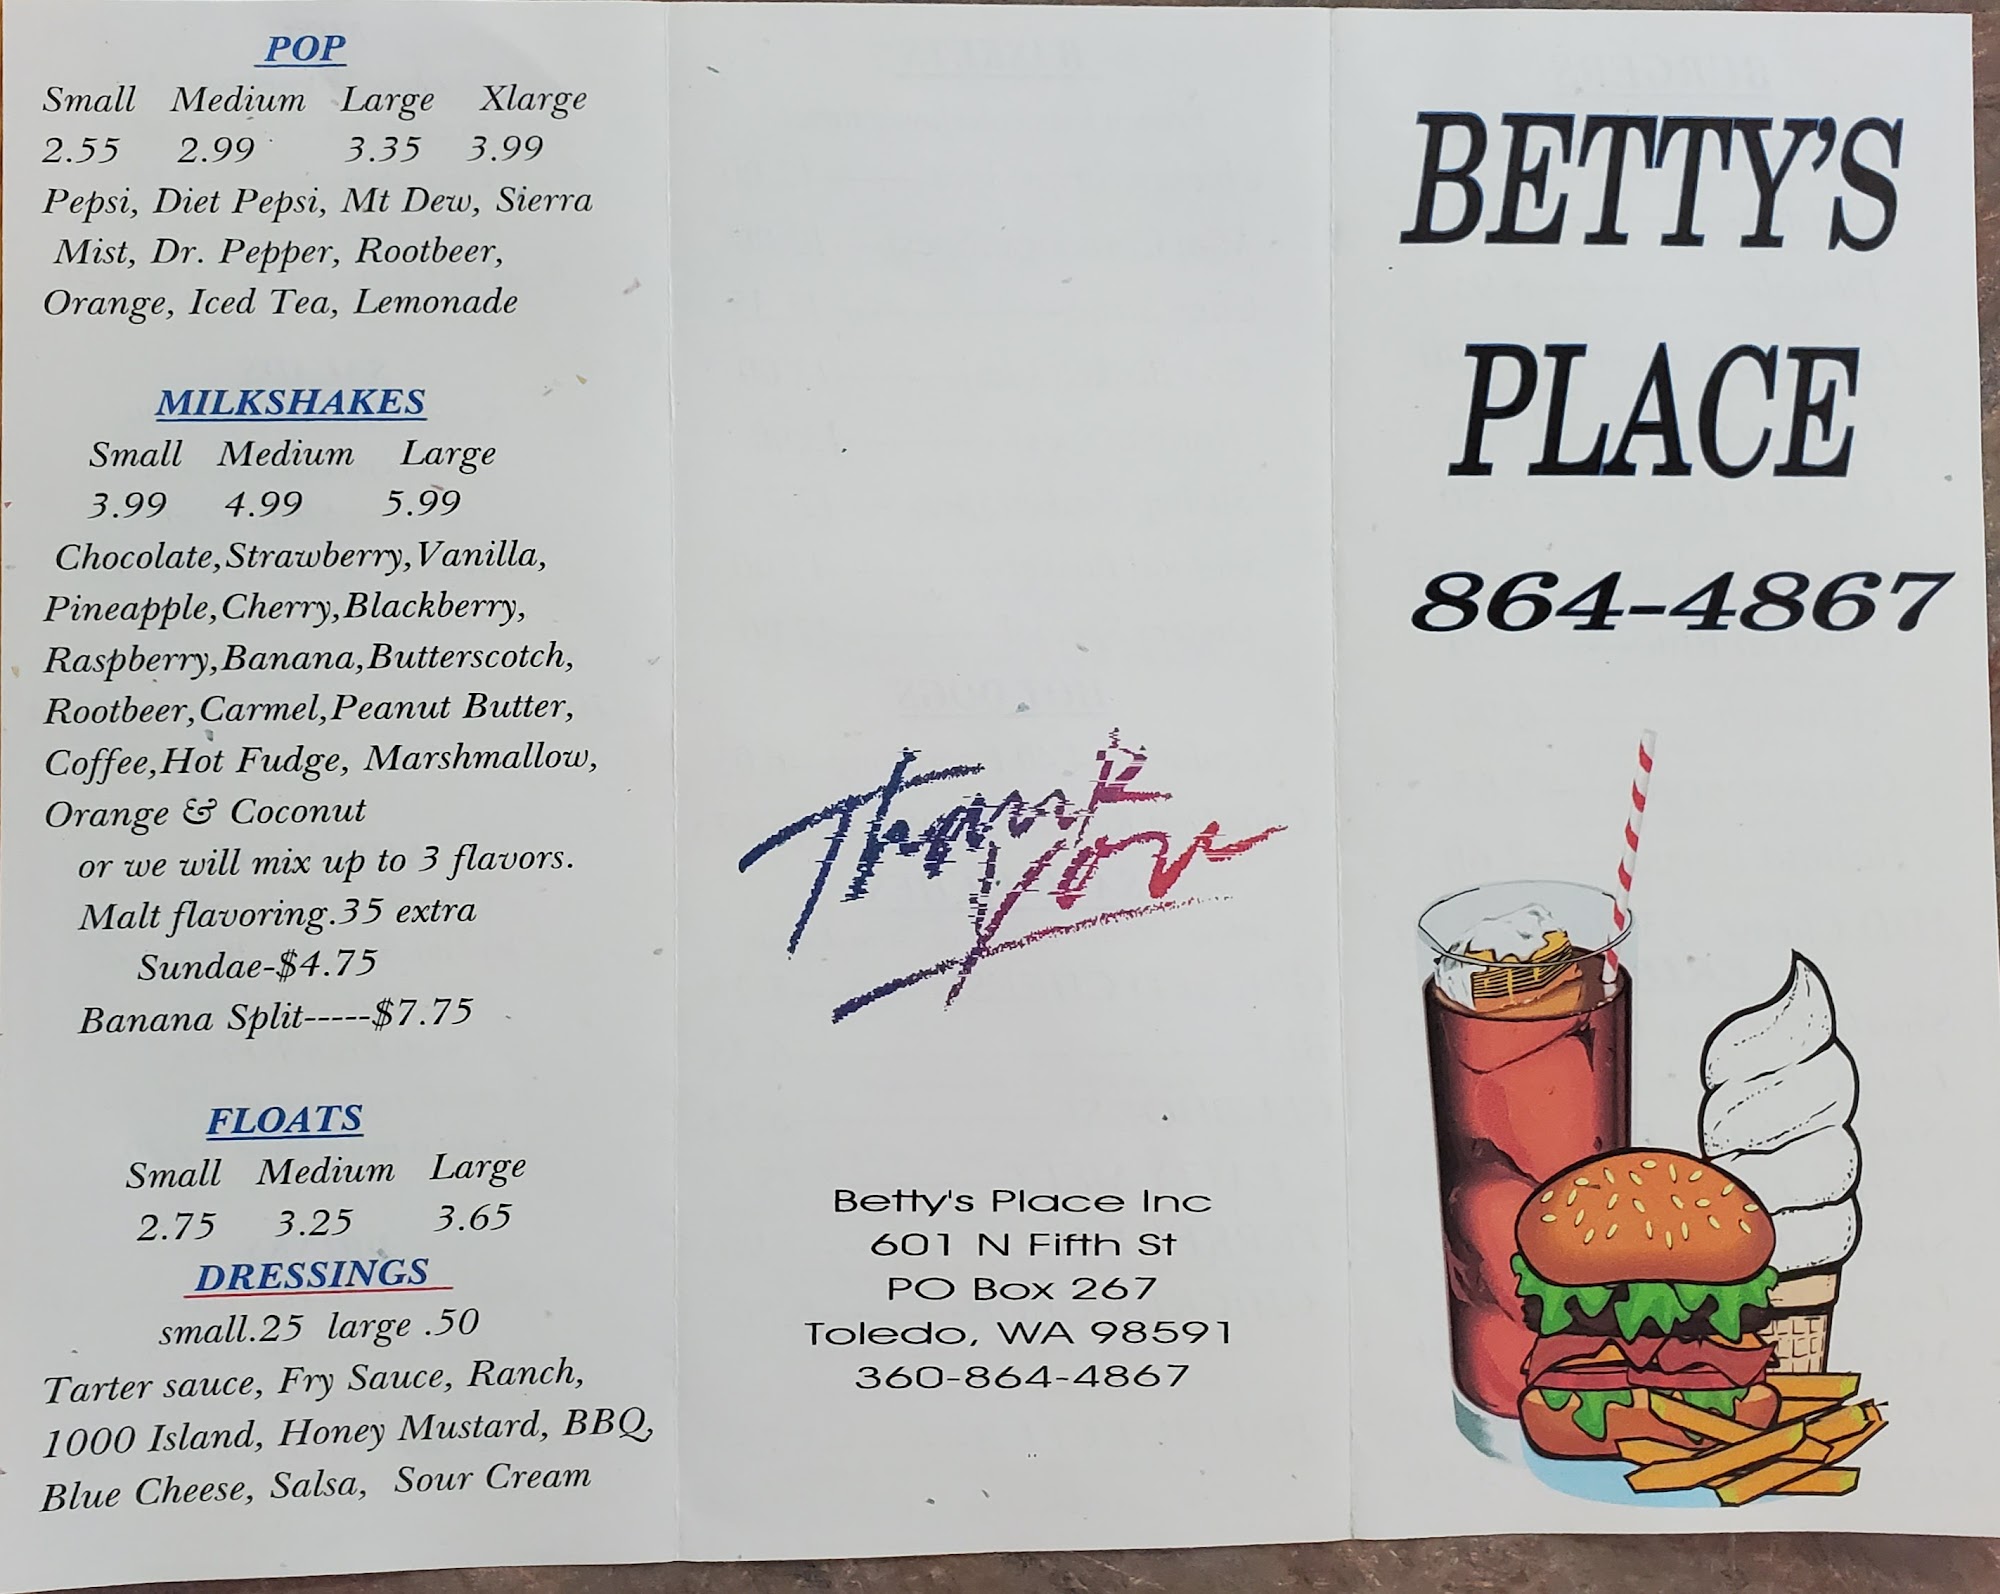 POP
Small Medium Large Xlarge
2.55 2.99 3.35 3.99
Pepsi, Diet Pepsi, Mt Dew, Sierra
Mist, Dr. Pepper, Rootbeer,
Orange, Iced Tea, Lemonade
MILKSHAKES
Small Medium Large
3.99 4.99 5.99
Chocolate,Strawberry,Vanilla,
Pineapple,Cherry,Blackberry,
Raspberry,Banana,Butterscotch,
Rootbeer,Carmel,Peanut Butter,
Coffee,Hot Fudge, Marshmallow,
Orange & Coconut
or we will mix up to 3 flavors.
Malt flavoring.35 extra
Sundae-$4.75
Banana Split-----$7.75
FLOATS
Small Medium Large
2.75 3.25 3.65
DRESSINGS
small.25 large .50
Tarter sauce, Fry Sauce, Ranch,
1000 Island, Honey Mustard, BBQ,
Blue Cheese, Salsa, Sour Cream
Thank
You
Betty's Place Inc
601 N Fifth St
PO Box 267
Toledo, WA 98591
360-864-4867
BETTY'S
PLACE
864-4867